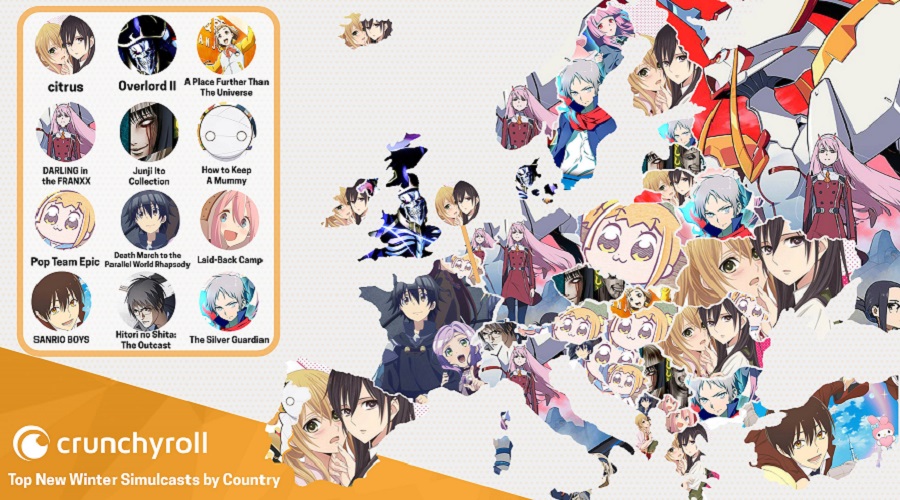 citrus
Overlord II
A Place Further Than
The Universe
DARLING in
the FRANXX
Junji Ito
Collection
How to Keep
A Mummy
Pop Team Epic
Death March to the
Parallel World Rhapsody
Laid-Back Camp
SANRIO BOYS
Hitori no Shita:
The Outcast
The Silver Guardian
crunchyroll
Top New Winter Simulcasts by Country